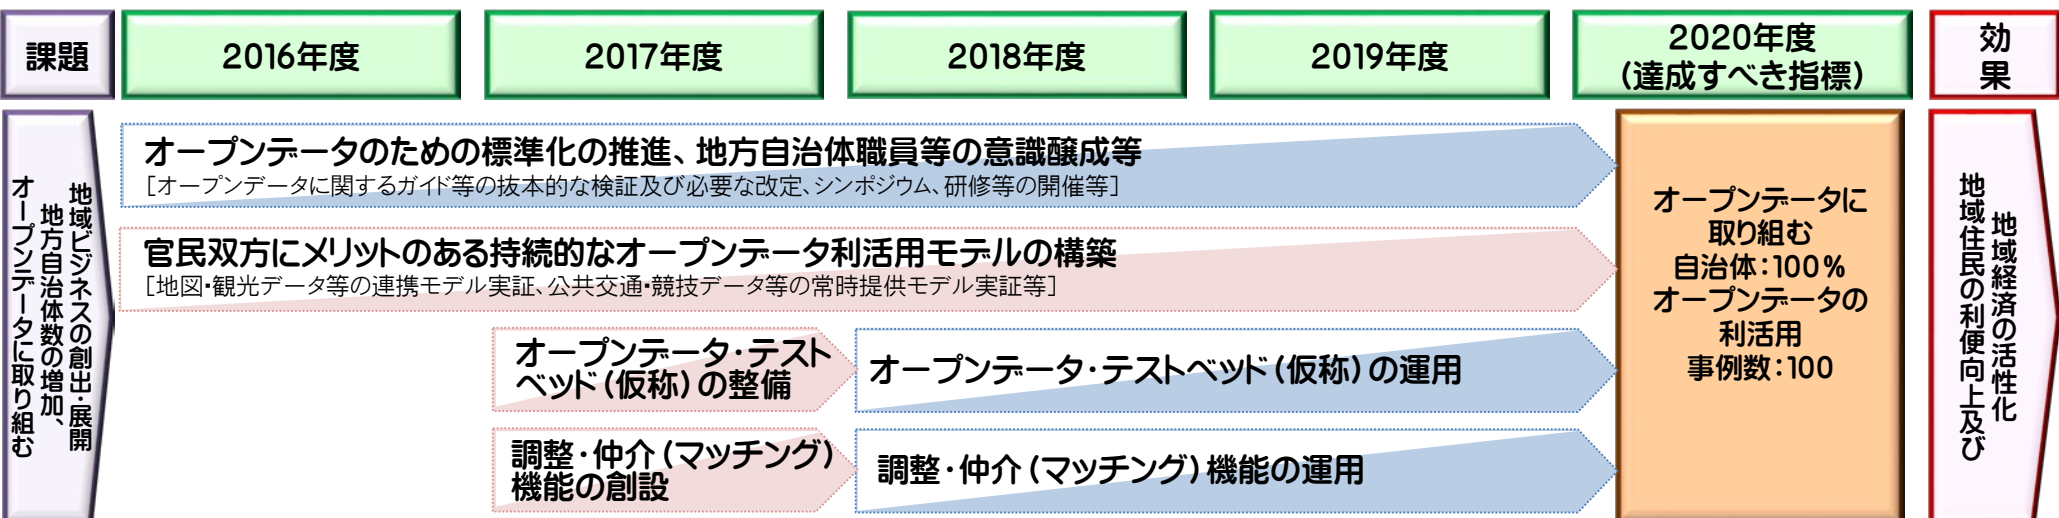 課題
2016年度
2017年度
2018年度
2019年度
2020年度
(達成すべき指標)
効
果
オープンデータに取り組む
地方自治体数の増加、
地域ビジネスの創出・展開
オープンデータのための標準化の推進、地方自治体職員等の意識醸成等
[オープンデータに関するガイド等の抜本的な検証及び必要な改定、シンポジウム、研修等の開催等]
官民双方にメリットのある持続的なオープンデータ利活用モデルの構築
[地図・観光データ等の連携モデル実証、公共交通・競技データ等の常時提供モデル実証等]
オープンデータ・テスト
ベッド(仮称)の整備
オープンデータ・テストベッド(仮称)の運用
調整・仲介(マッチング)
機能の創設
調整・仲介(マッチング)機能の運用
オープンデータに
取り組む
自治体:100%
オープンデータの
利活用
事例数:100
地域住民の利便向上及び
地域経済の活性化